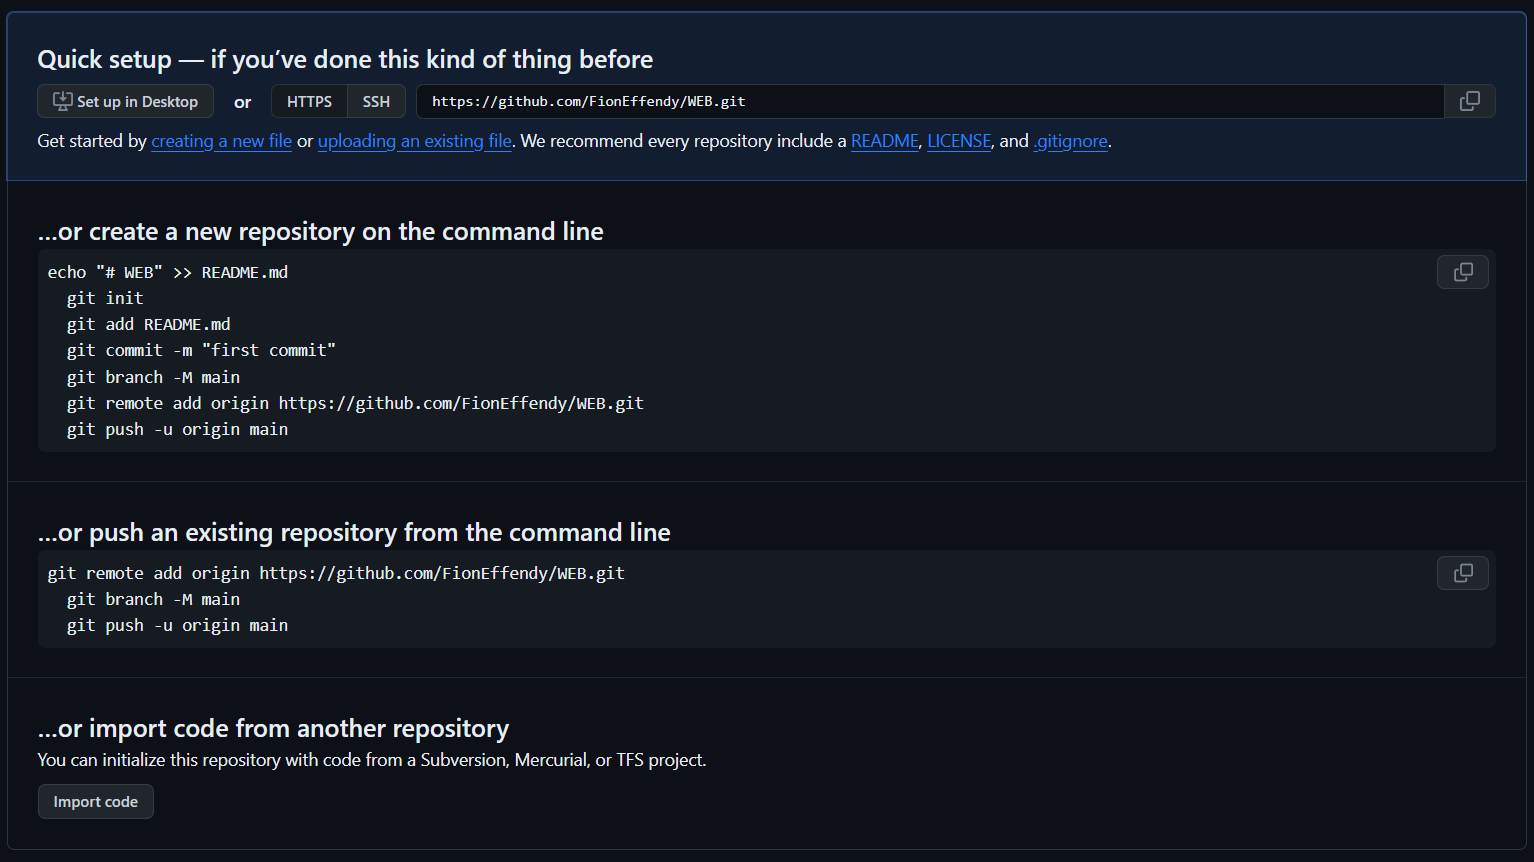 Quick setup — if you’ve done this kind of thing before
Set up in Desktop or HTTPS SSH https://github.com/FionEffendy/WEB.git
Get started by creating a new file or uploading an existing file. We recommend every repository include a README, LICENSE, and .gitignore.
…or create a new repository on the command line
echo "# WEB" >> README.md
git init
git add README.md
git commit -m "first commit"
git branch -M main
git remote add origin https://github.com/FionEffendy/WEB.git
git push -u origin main
…or push an existing repository from the command line
git remote add origin https://github.com/FionEffendy/WEB.git
git branch -M main
git push -u origin main
…or import code from another repository
You can initialize this repository with code from a Subversion, Mercurial, or TFS project.
Import code